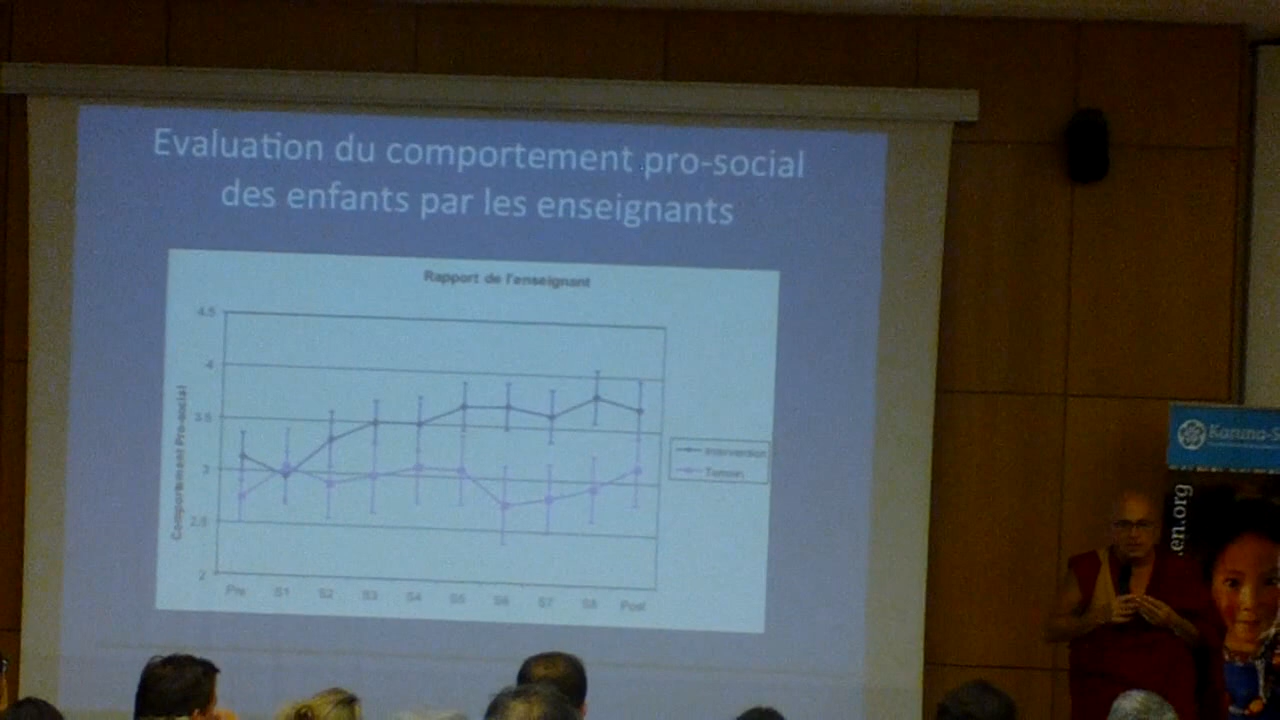 Evaluation du comportement pro-social
des enfants par les enseignants
Rapport de l'enseignant
4.5
4
3.5
3
2.5
2
Comportement Pro-social
Pre S1 S2 S3 S4 S5 S6 S7 S8 Post
Intervention
Temoin
Karuna-S
.en.org